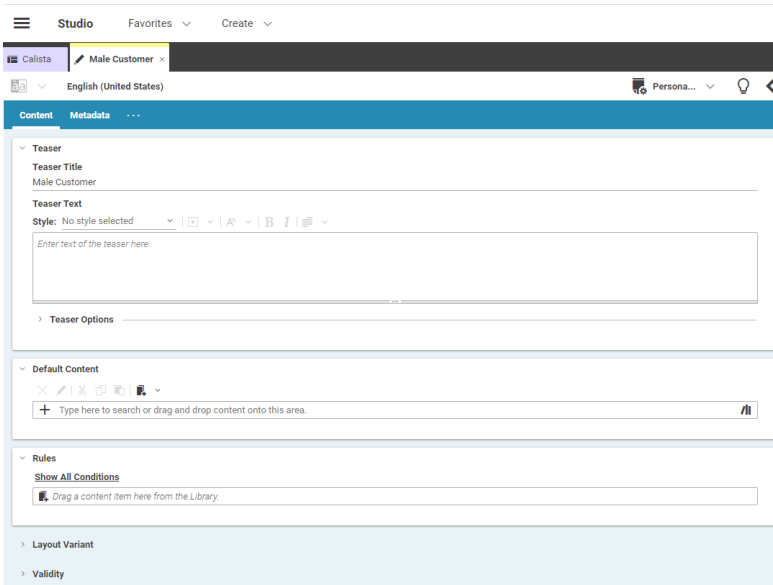 Studio Favorites Create
Calista Male Customer ×
English (United States) Persona...
Content Metadata ...
Teaser
Teaser Title
Male Customer
Teaser Text
Style: No style selected B I
Enter text of the teaser here.
Teaser Options
Default Content
Type here to search or drag and drop content onto this area.
Rules
Show All Conditions
Drag a content item here from the Library.
Layout Variant
Validity